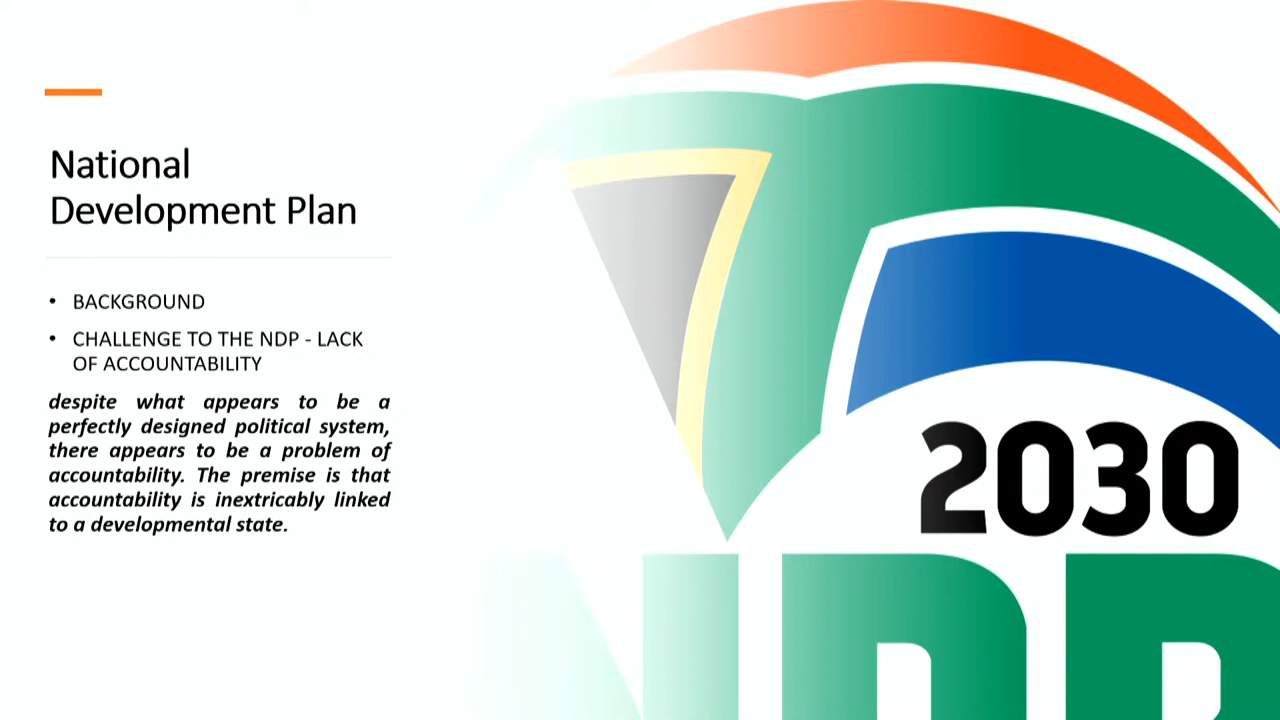 National
Development Plan
• BACKGROUND
• CHALLENGE TO THE NDP - LACK
OF ACCOUNTABILITY
despite what appears to be a
perfectly designed political system,
there appears to be a problem of
accountability. The premise is that
accountability is inextricably linked
to a developmental state.
2030
NDP